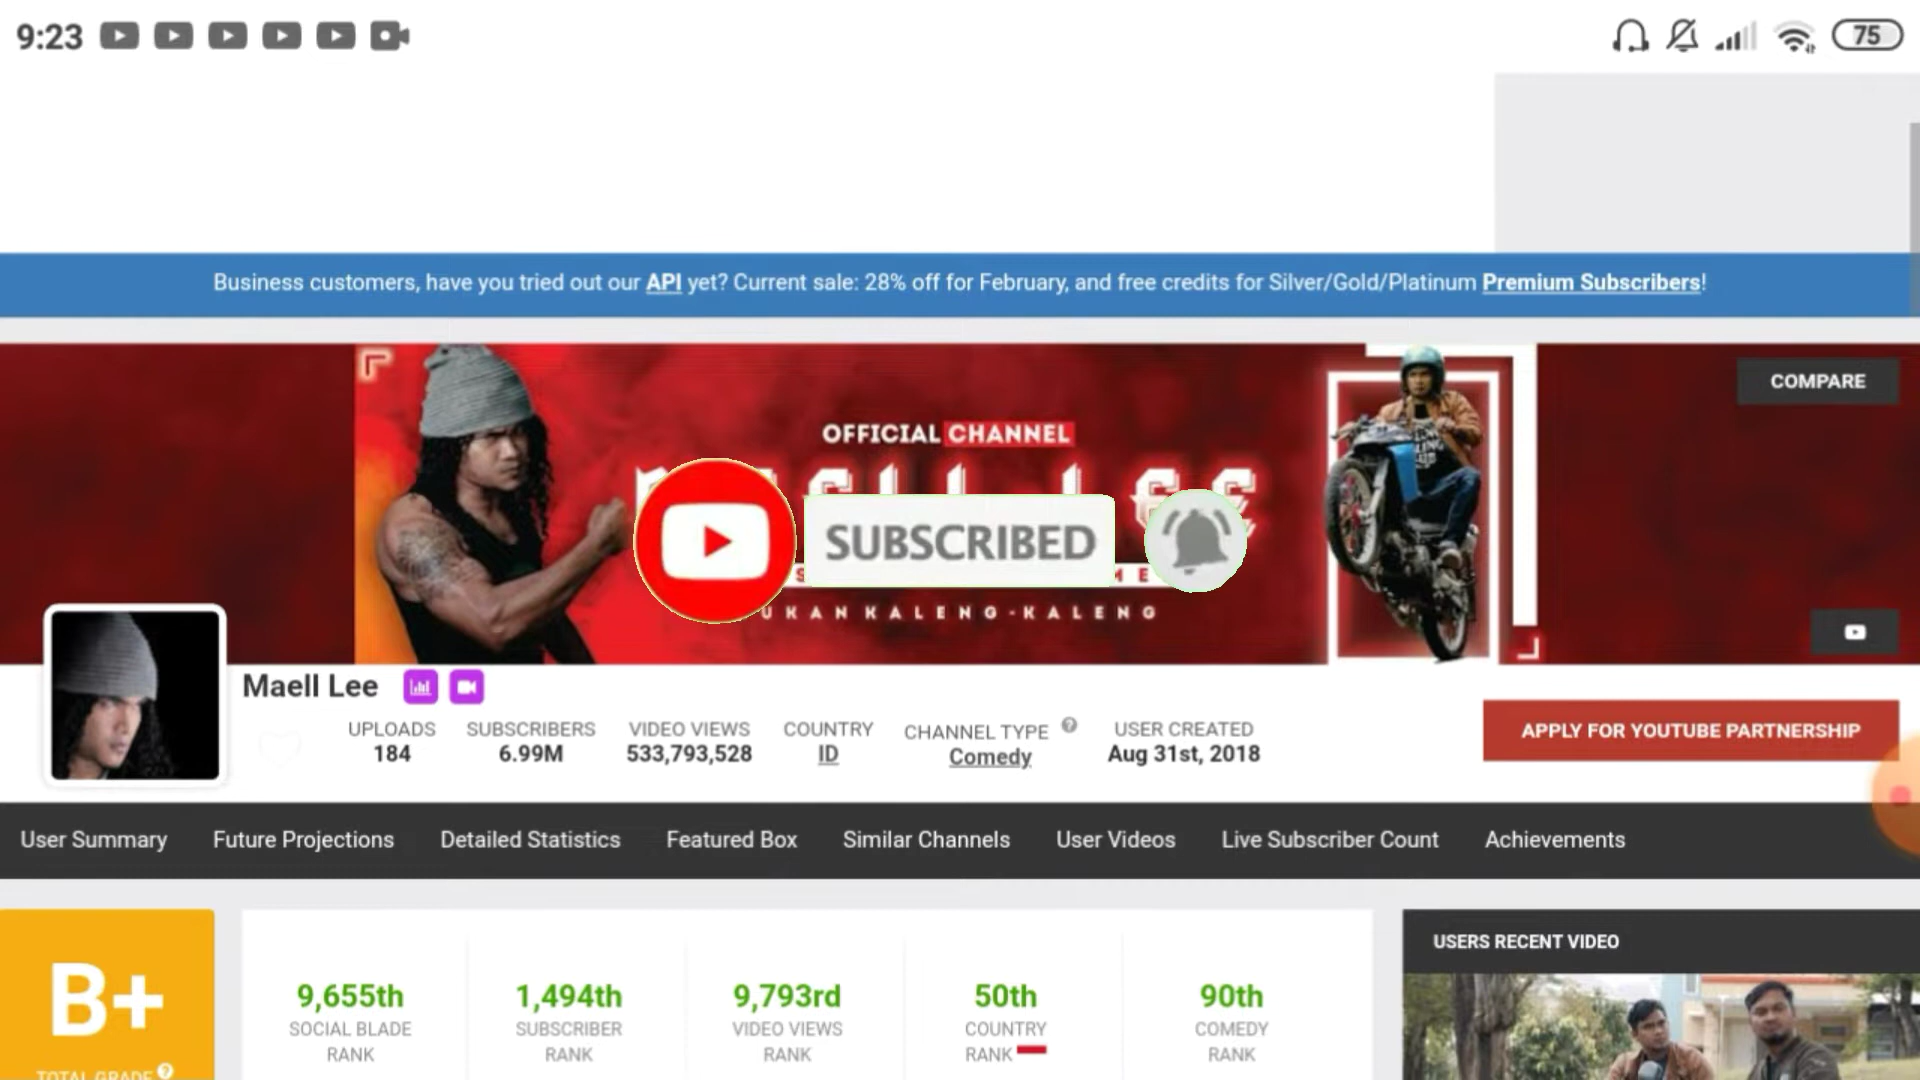 9:23
75
Business customers, have you tried out our API yet? Current sale: 28% off for February, and free credits for Silver/Gold/Platinum Premium Subscribers!
COMPARE
OFFICIAL CHANNEL
SUBSCRIBED
UKAN KALENG-KALENG
Maell Lee
UPLOADS
184
SUBSCRIBERS
6.99M
VIDEO VIEWS
533,793,528
COUNTRY
ID
CHANNEL TYPE
Comedy
USER CREATED
Aug 31st, 2018
APPLY FOR YOUTUBE PARTNERSHIP
User Summary Future Projections Detailed Statistics Featured Box Similar Channels User Videos Live Subscriber Count Achievements
B+
TOTAL GRADE
9,655th
SOCIAL BLADE
RANK
1,494th
SUBSCRIBER
RANK
9,793rd
VIDEO VIEWS
RANK
50th
COUNTRY
RANK
90th
COMEDY
RANK
USERS RECENT VIDEO